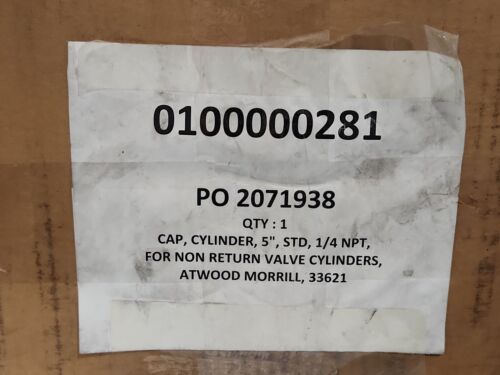 0100000281
PO 2071938
QTY : 1
CAP, CYLINDER, 5", STD, 1/4 NPT,
FOR NON RETURN VALVE CYLINDERS,
ATWOOD MORRILL, 33621